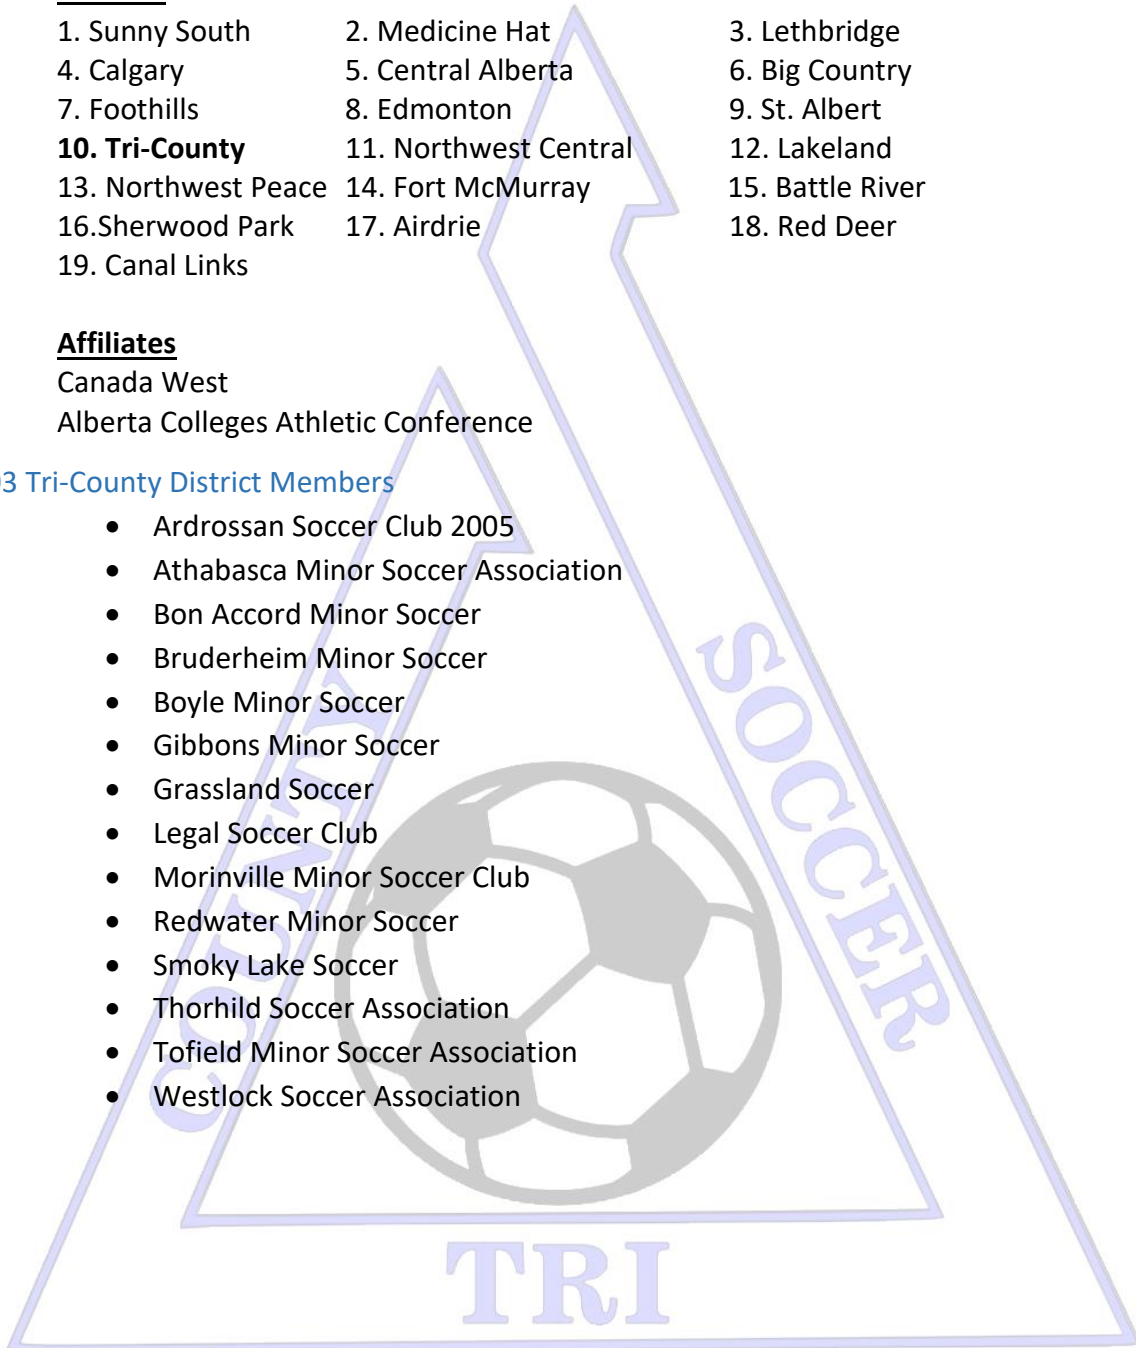 1. Sunny South 2. Medicine Hat 3. Lethbridge
4. Calgary 5. Central Alberta 6. Big Country
7. Foothills 8. Edmonton 9. St. Albert
10. Tri-County 11. Northwest Central 12. Lakeland
13. Northwest Peace 14. Fort McMurray 15. Battle River
16.Sherwood Park 17. Airdrie 18. Red Deer
19. Canal Links
Affiliates
Canada West
Alberta Colleges Athletic Conference
3 Tri-County District Members
• Ardrossan Soccer Club 2005
• Athabasca Minor Soccer Association
• Bon Accord Minor Soccer
• Bruderheim Minor Soccer
• Boyle Minor Soccer
• Gibbons Minor Soccer
• Grassland Soccer
• Legal Soccer Club
• Morinville Minor Soccer Club
• Redwater Minor Soccer
• Smoky Lake Soccer
• Thorhild Soccer Association
• Tofield Minor Soccer Association
• Westlock Soccer Association
COUNTY
SOCCER
TRI